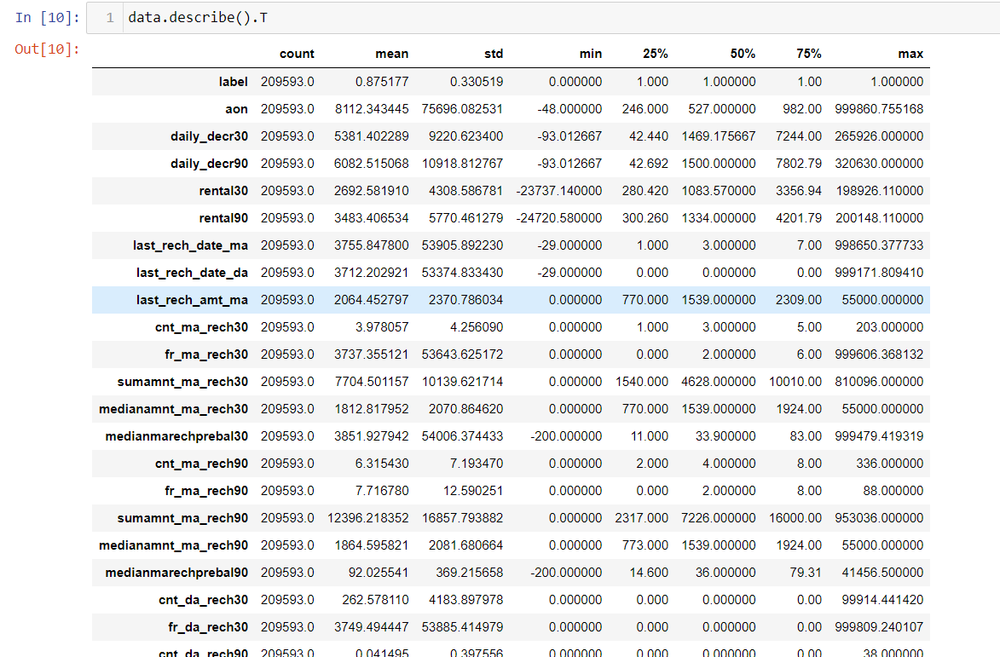 In [10]: 1 data.describe().T
Out[10]:
count mean std min 25% 50% 75% max
label 209593.0 0.875177 0.330519 0.000000 1.000 1.000000 1.00 1.000000
aon 209593.0 8112.343445 75696.082531 -48.000000 246.000 527.000000 982.00 999860.755168
daily_decr30 209593.0 5381.402289 9220.623400 -93.012667 42.440 1469.175667 7244.00 265926.000000
daily_decr90 209593.0 6082.515068 10918.812767 -93.012667 42.692 1500.000000 7802.79 320630.000000
rental30 209593.0 2692.581910 4308.586781 -23737.140000 280.420 1083.570000 3356.94 198926.110000
rental90 209593.0 3483.406534 5770.461279 -24720.580000 300.260 1334.000000 4201.79 200148.110000
last_rech_date_ma 209593.0 3755.847800 53905.892230 -29.000000 1.000 3.000000 7.00 998650.377733
last_rech_date_da 209593.0 3712.202921 53374.833430 -29.000000 0.000 0.000000 0.00 999171.809410
last_rech_amt_ma 209593.0 2064.452797 2370.786034 0.000000 770.000 1539.000000 2309.00 55000.000000
cnt_ma_rech30 209593.0 3.978057 4.256090 0.000000 1.000 3.000000 5.00 203.000000
fr_ma_rech30 209593.0 3737.355121 53643.625172 0.000000 0.000 2.000000 6.00 999606.368132
sumamnt_ma_rech30 209593.0 7704.501157 10139.621714 0.000000 1540.000 4628.000000 10010.00 810096.000000
medianamnt_ma_rech30 209593.0 1812.817952 2070.864620 0.000000 770.000 1539.000000 1924.00 55000.000000
medianmarechprebal30 209593.0 3851.927942 54006.374433 -200.000000 11.000 33.900000 83.00 999479.419319
cnt_ma_rech90 209593.0 6.315430 7.193470 0.000000 2.000 4.000000 8.00 336.000000
fr_ma_rech90 209593.0 7.716780 12.590251 0.000000 0.000 2.000000 8.00 88.000000
sumamnt_ma_rech90 209593.0 12396.218352 16857.793882 0.000000 2317.000 7226.000000 16000.00 953036.000000
medianamnt_ma_rech90 209593.0 1864.595821 2081.680664 0.000000 773.000 1539.000000 1924.00 55000.000000
medianmarechprebal90 209593.0 92.025541 369.215658 -200.000000 14.600 36.000000 79.31 41456.500000
cnt_da_rech30 209593.0 262.578110 4183.897978 0.000000 0.000 0.000000 0.00 99914.441420
fr_da_rech30 209593.0 3749.494447 53885.414979 0.000000 0.000 0.000000 0.00 999809.240107
cnt_da_rech90 209593.0 0.041495 0.397556 0.000000 0.000 0.000000 0.00 38.000000